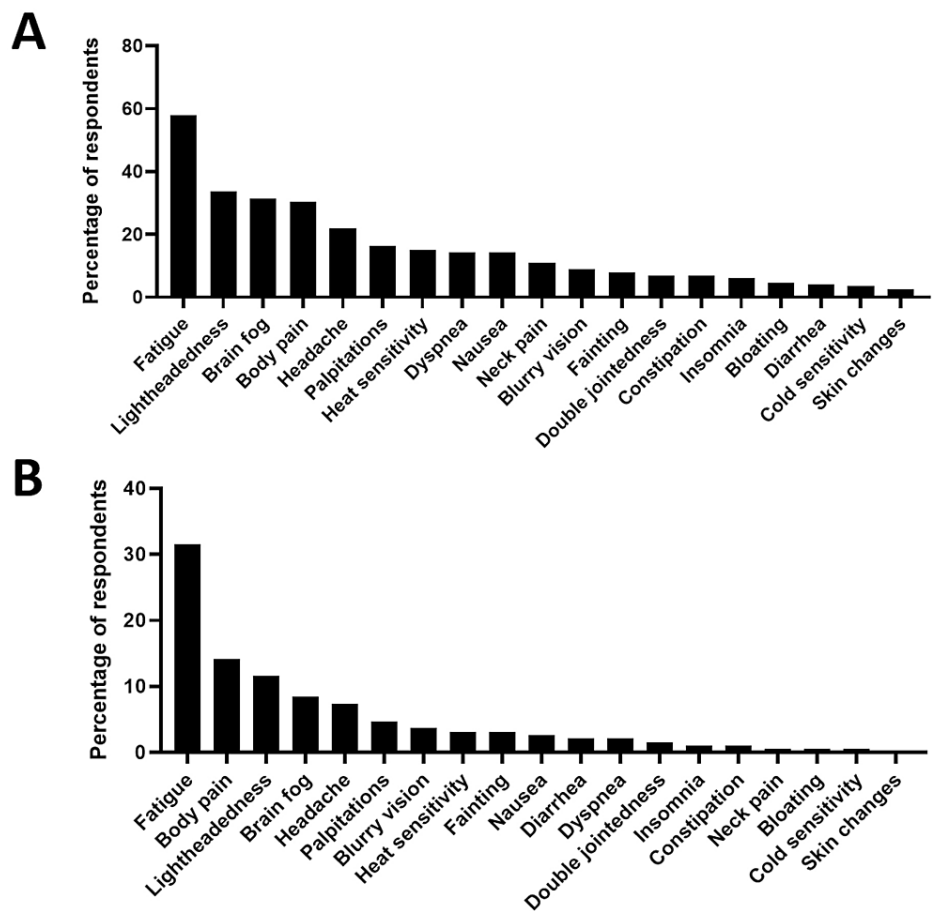 A
Percentage of respondents
80
60
40
20
0
Fatigue
Lightheadedness
Brain fog
Body pain
Headache
Palpitations
Heat sensitivity
Dyspnea
Nausea
Neck pain
Blurry vision
Fainting
Double jointedness
Constipation
Insomnia
Bloating
Diarrhea
Cold sensitivity
Skin changes
B
Percentage of respondents
40
30
20
10
0
Fatigue
Body pain
Lightheadedness
Brain fog
Headache
Palpitations
Blurry vision
Heat sensitivity
Fainting
Nausea
Diarrhea
Dyspnea
Double jointedness
Insomnia
Constipation
Neck pain
Bloating
Cold sensitivity
Skin changes